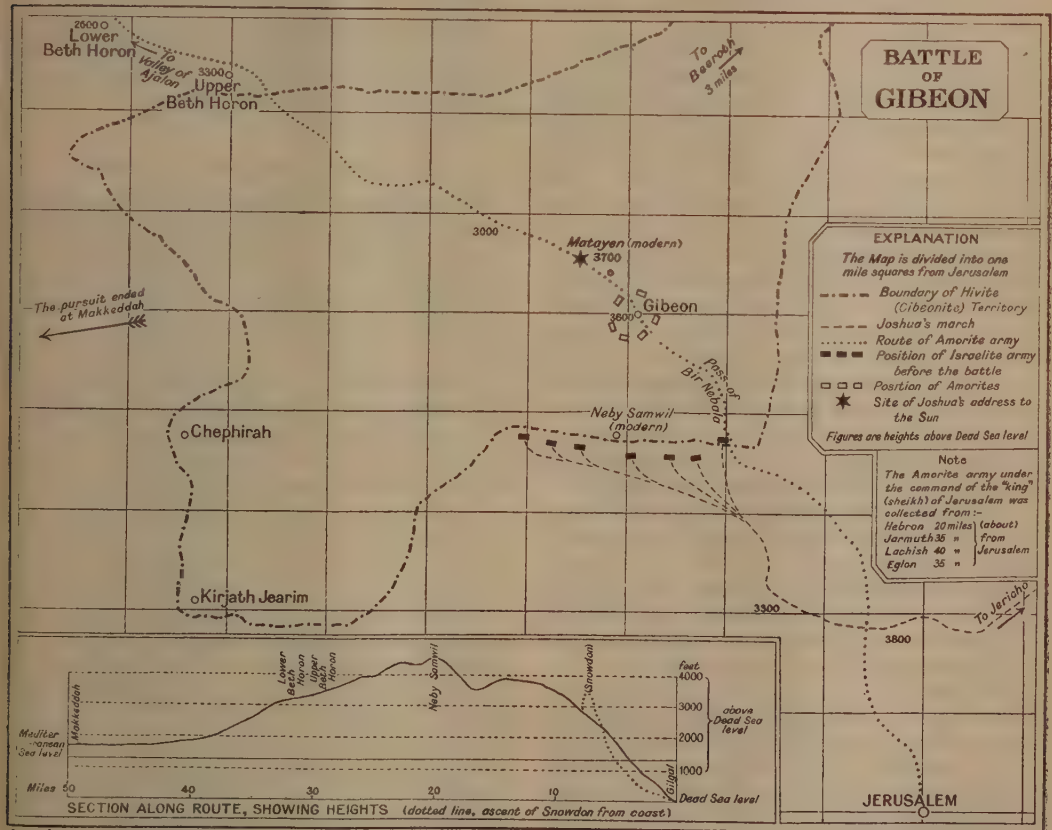 2600
Lower
Beth Horon
To
Valley of
Ajalon
3300
Upper
Beth Horon
To
Beeroth
3 miles
BATTLE
OF
GIBEON
3000
Matayen (modern)
3700
Gibeon
3600
Pass of
Bir Nebala
The pursuit ended
at Makkeddah
Neby Samwil
(modern)
Chephirah
Kirjath Jearim
3300
3800
To Jericho
JERUSALEM
EXPLANATION
The Map is divided into one
mile squares from Jerusalem
Boundary of Hivite
(Gibeonite) Territory
Joshua's march
Route of Amorite army
Position of Israelite army
before the battle
Position of Amorites
Site of Joshua's address to
the Sun
Figures are heights above Dead Sea level
Note
The Amorite army under
the command of the "king"
(sheikh) of Jerusalem was
collected from :-
Hebron 20 miles (about)
Jarmuth 35 " from
Lachish 40 " Jerusalem
Eglon 35 "
Makkeddah
Lower
Beth Horon
Upper
Beth Horon
Neby Samwil
(Snowdon)
Gilgal
feet
4000
3000
2000
1000
above
Dead Sea
level
Dead Sea level
Mediter
ranean
Sea level
Miles 50 40 30 20 10
SECTION ALONG ROUTE, SHOWING HEIGHTS (dotted line, ascent of Snowdon from coast)